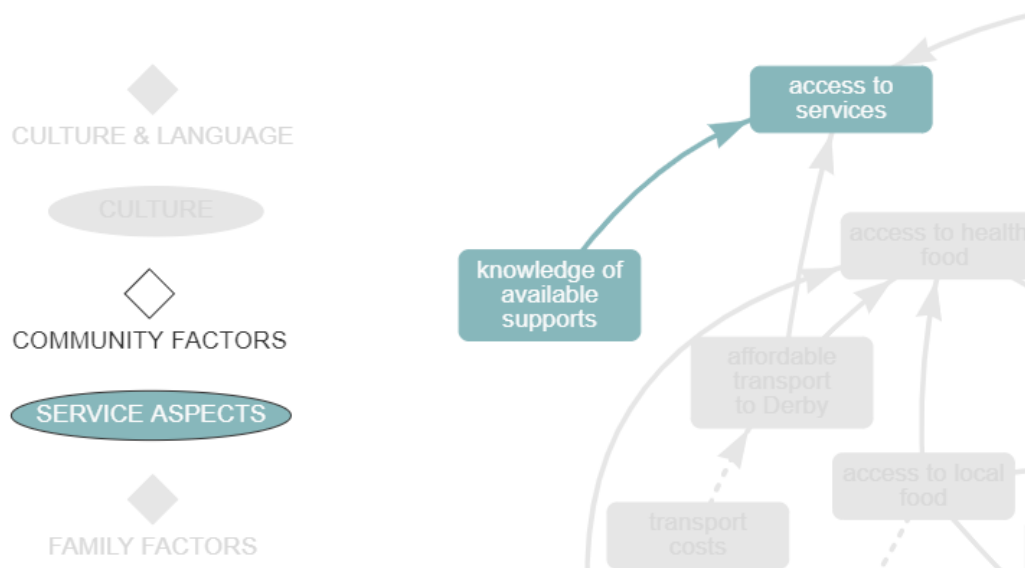 CULTURE & LANGUAGE
CULTURE
COMMUNITY FACTORS
SERVICE ASPECTS
FAMILY FACTORS
access to
services
knowledge of
available
supports
access to health
food
affordable
transport
to Derby
access to local
food
transport
costs